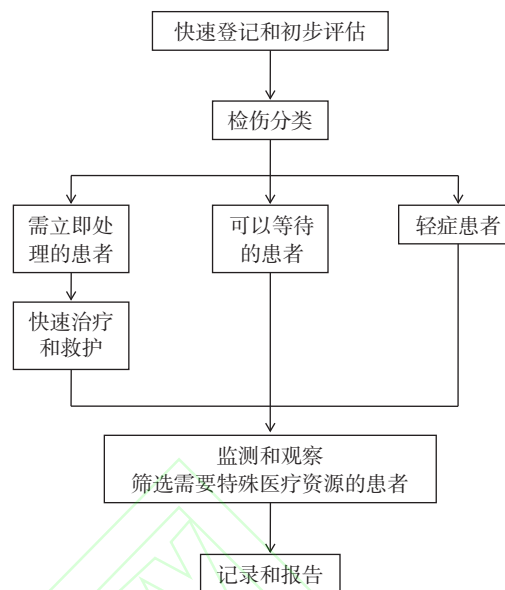 快速登记和初步评估
检伤分类
需立即处
理的患者
可以等待
的患者
轻症患者
快速治疗
和救护
监测和观察
筛选需要特殊医疗资源的患者
记录和报告